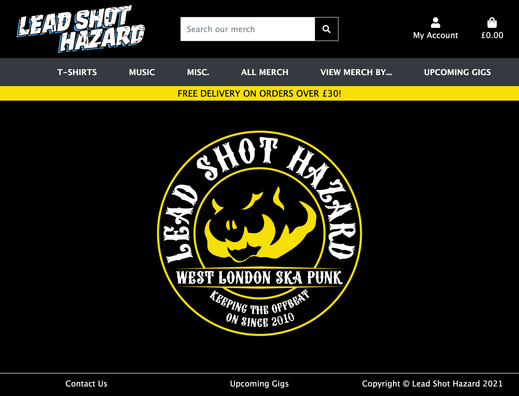 LEAD SHOT
HAZARD
Search our merch
My Account
£0.00
T-SHIRTS MUSIC MISC. ALL MERCH VIEW MERCH BY... UPCOMING GIGS
FREE DELIVERY ON ORDERS OVER £30!
LEAD SHOT HAZARD
WEST LONDON SKA PUNK
KEEPING THE OFFBEAT
ON SINCE 2010
Contact Us Upcoming Gigs Copyright © Lead Shot Hazard 2021